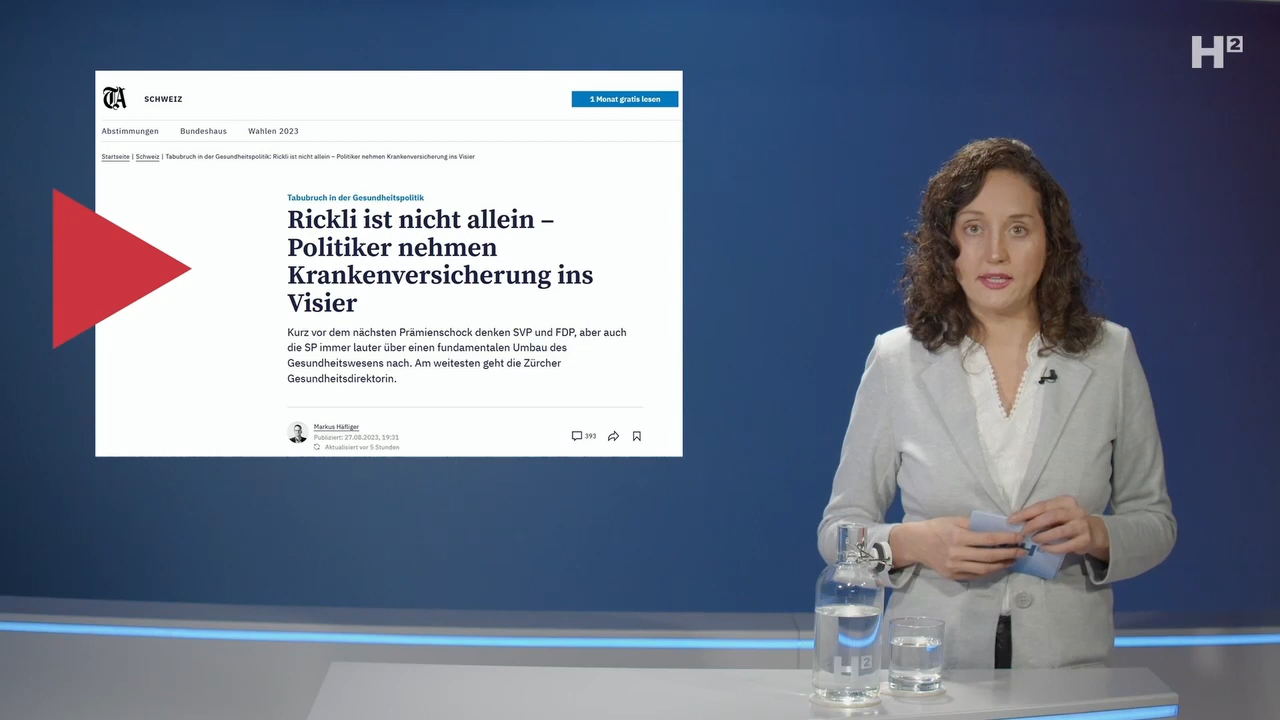 H2
TA
SCHWEIZ
1 Monat gratis lesen
Abstimmungen Bundeshaus Wahlen 2023
Startseite | Schweiz | Tabubruch in der Gesundheitspolitik: Rickli ist nicht allein – Politiker nehmen Krankenversicherung ins Visier
Tabubruch in der Gesundheitspolitik
Rickli ist nicht allein –
Politiker nehmen
Krankenversicherung ins
Visier
Kurz vor dem nächsten Prämienschock denken SVP und FDP, aber auch
die SP immer lauter über einen fundamentalen Umbau des
Gesundheitswesens nach. Am weitesten geht die Zürcher
Gesundheitsdirektorin.
Markus Häfliger
Publiziert: 27.08.2023, 19:31
Aktualisiert vor 5 Stunden
393
H2